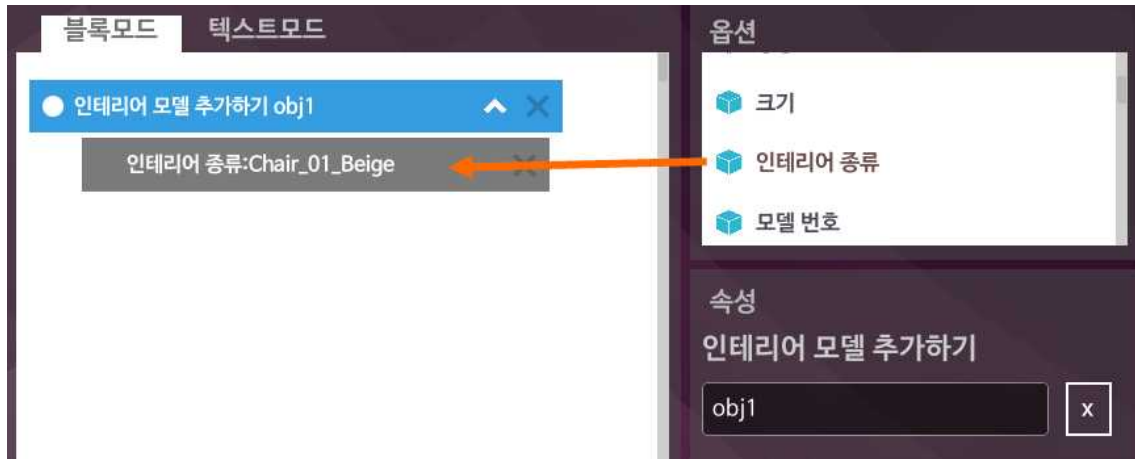 블록모드 텍스트모드
인테리어 모델 추가하기 obj1
인테리어 종류:Chair_01_Beige
옵션
크기
인테리어 종류
모델 번호
속성
인테리어 모델 추가하기
obj1 x